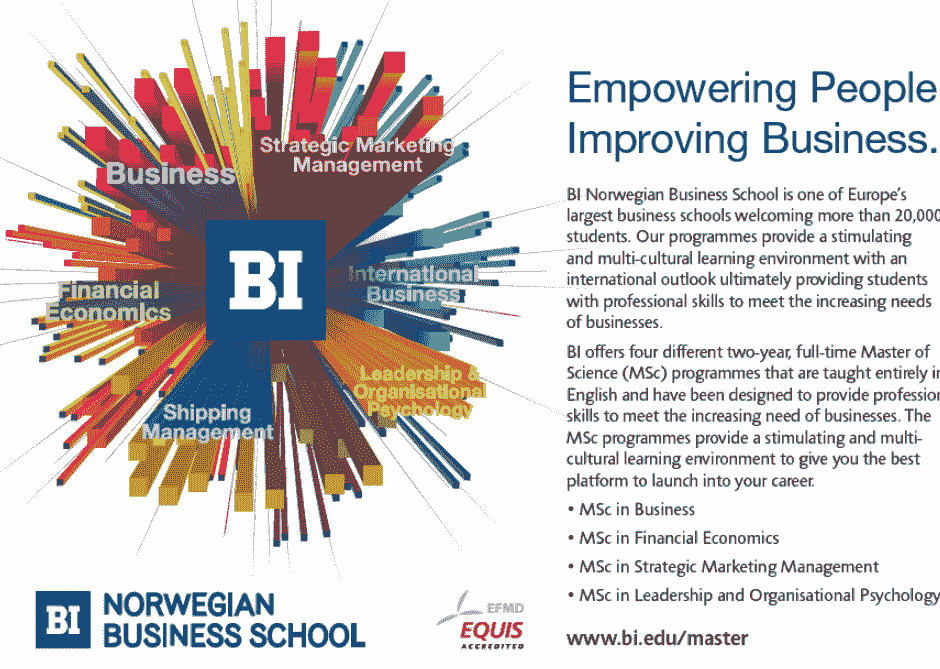 Strategic Marketing
Management
Business
BI
International
Business
Financial
Economics
Leadership &
Organisational
Psychology
Shipping
Management
BI
NORWEGIAN
BUSINESS SCHOOL
EFMD
EQUIS
ACCREDITED
Empowering People
Improving Business.
BI Norwegian Business School is one of Europe's
largest business schools welcoming more than 20,000
students. Our programmes provide a stimulating
and multi-cultural learning environment with an
international outlook ultimately providing students
with professional skills to meet the increasing needs
of businesses.
BI offers four different two-year, full-time Master of
Science (MSc) programmes that are taught entirely in
English and have been designed to provide profession
skills to meet the increasing need of businesses. The
MSc programmes provide a stimulating and multi-
cultural learning environment to give you the best
platform to launch into your career.
• MSc in Business
• MSc in Financial Economics
• MSc in Strategic Marketing Management
• MSc in Leadership and Organisational Psychology
www.bi.edu/master